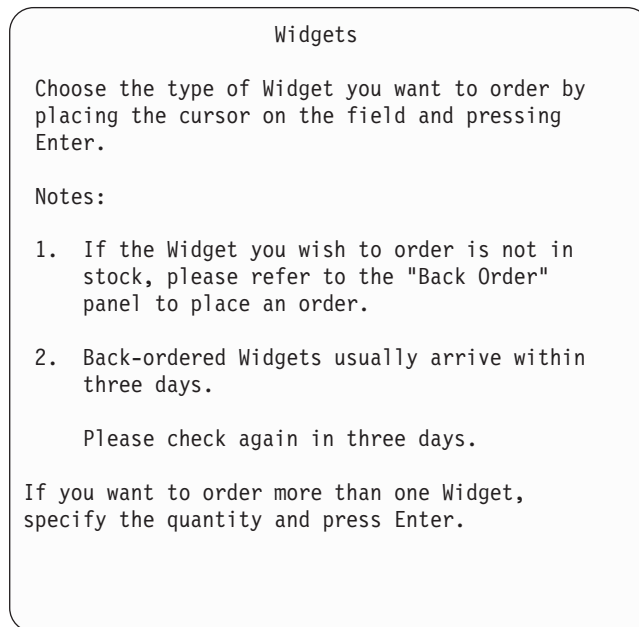 Widgets
Choose the type of Widget you want to order by
placing the cursor on the field and pressing
Enter.
Notes:
1. If the Widget you wish to order is not in
stock, please refer to the "Back Order"
panel to place an order.
2. Back-ordered Widgets usually arrive within
three days.
Please check again in three days.
If you want to order more than one Widget,
specify the quantity and press Enter.